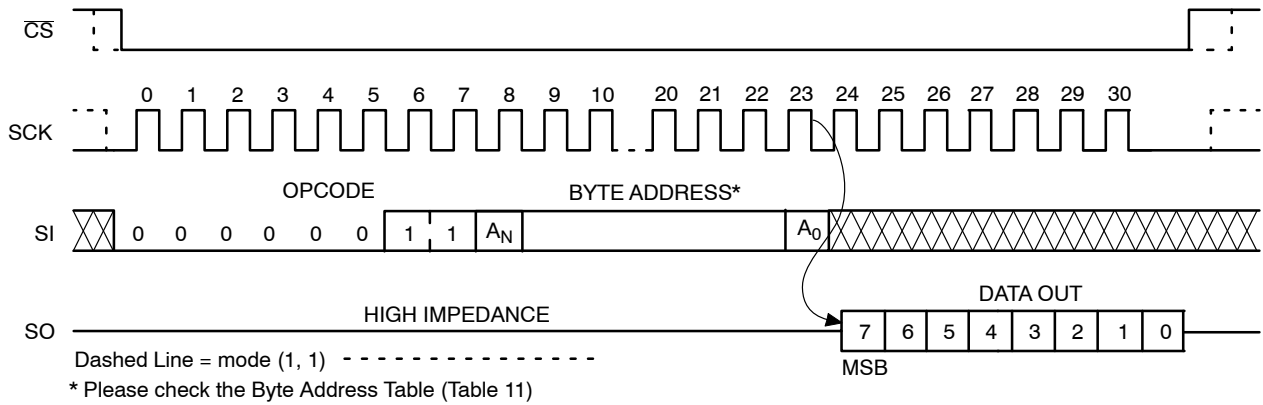 CS
0 1 2 3 4 5 6 7 8 9 10 20 21 22 23 24 25 26 27 28 29 30
SCK
OPCODE BYTE ADDRESS*
SI 0 0 0 0 0 0 1 1 AN A0
DATA OUT
HIGH IMPEDANCE
SO 7 6 5 4 3 2 1 0
Dashed Line = mode (1, 1)
MSB
* Please check the Byte Address Table (Table 11)